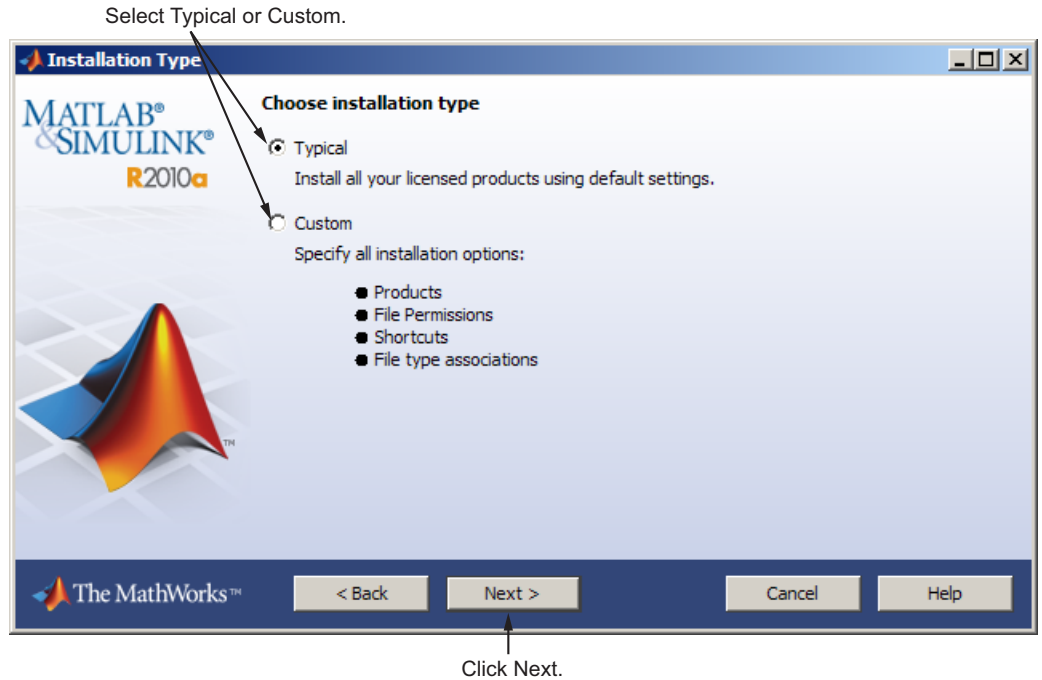 Select Typical or Custom.
Installation Type
MATLAB®
&SIMULINK®
R2010a
Choose installation type
Typical
Install all your licensed products using default settings.
Custom
Specify all installation options:
Products
File Permissions
Shortcuts
File type associations
TM
The MathWorks™
< Back
Next >
Cancel
Help
Click Next.